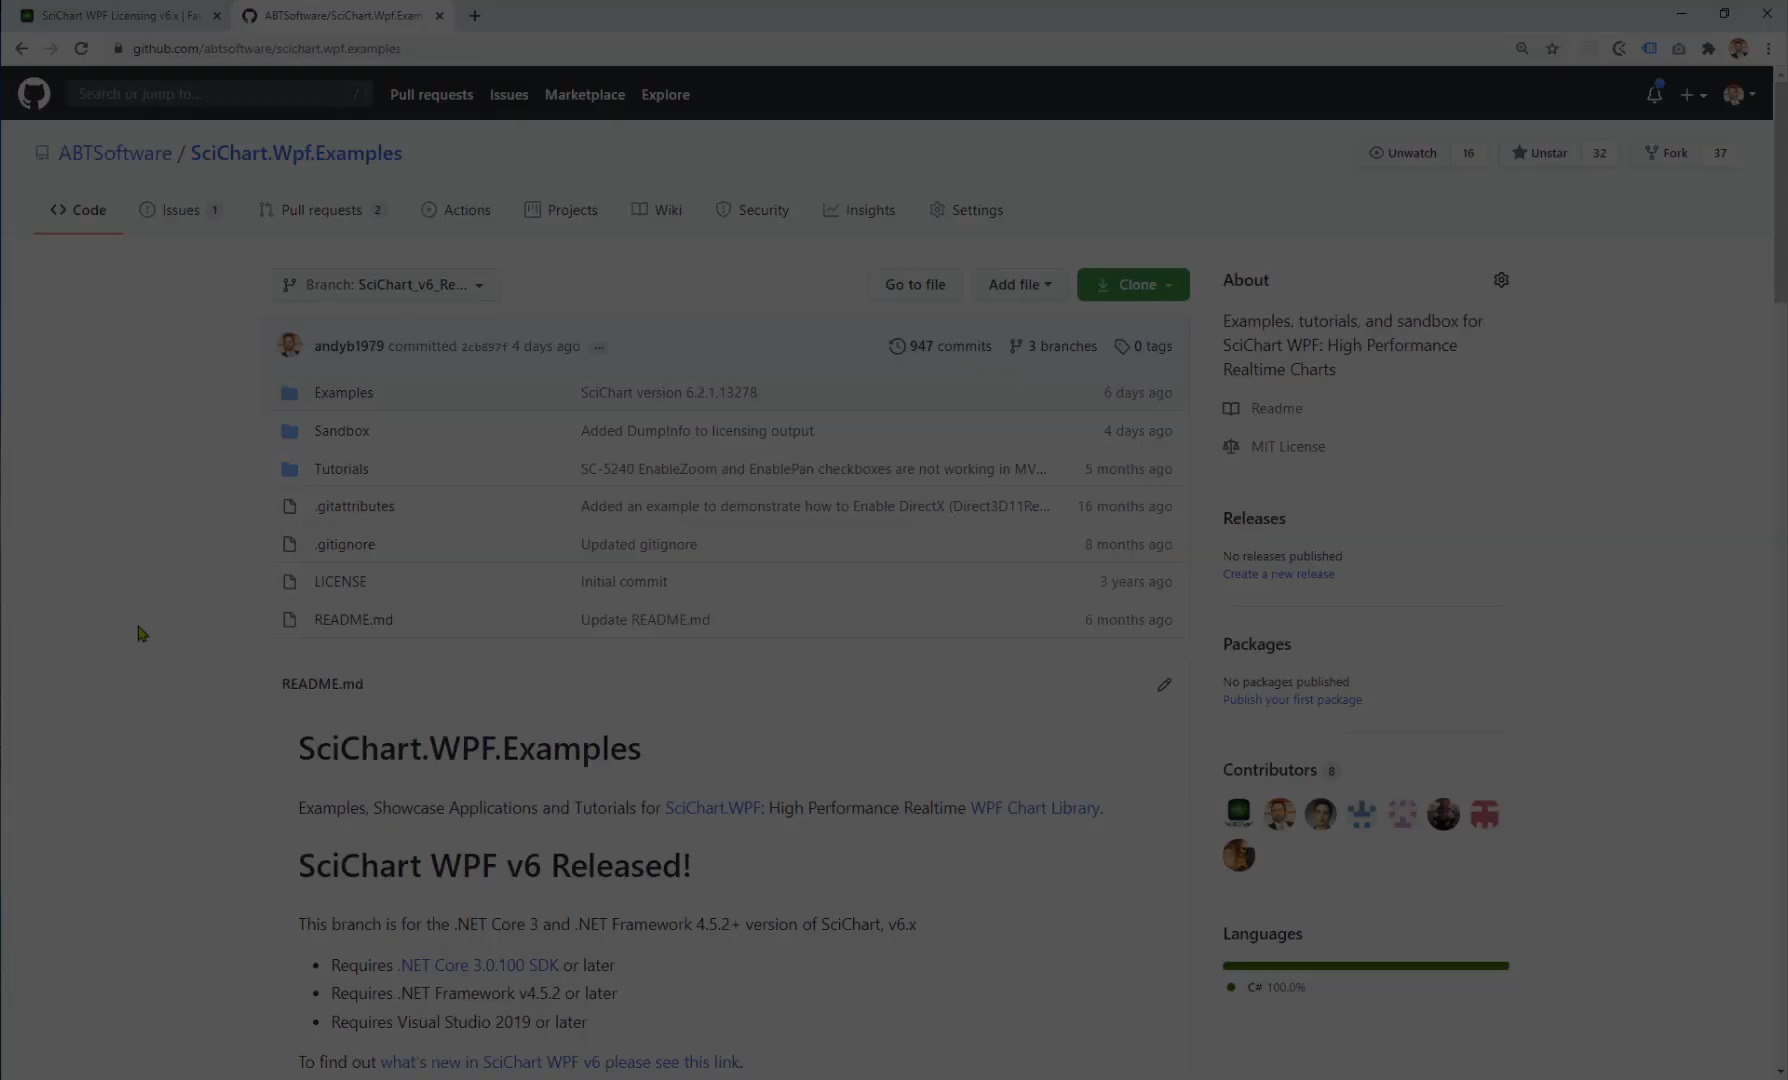 SciChart WPF Licensing v6.x | Fa
ABTSoftware/SciChart.Wpf.Exam
github.com/abtsoftware/scichart.wpf.examples
Search or jump to...
/
Pull requests
Issues
Marketplace
Explore
ABTSoftware / SciChart.Wpf.Examples
Unwatch 16
Unstar 32
Fork 37
Code
Issues 1
Pull requests 2
Actions
Projects
Wiki
Security
Insights
Settings
Branch: SciChart_v6_Re...
Go to file
Add file
Clone
andyb1979 committed 2cb897f 4 days ago ...
947 commits
3 branches
0 tags
Examples SciChart version 6.2.1.13278 6 days ago
Sandbox Added DumpInfo to licensing output 4 days ago
Tutorials SC-5240 EnableZoom and EnablePan checkboxes are not working in MV... 5 months ago
.gitattributes Added an example to demonstrate how to Enable DirectX (Direct3D11Re... 16 months ago
.gitignore Updated gitignore 8 months ago
LICENSE Initial commit 3 years ago
README.md Update README.md 6 months ago
README.md
SciChart.WPF.Examples
Examples, Showcase Applications and Tutorials for SciChart.WPF: High Performance Realtime WPF Chart Library.
SciChart WPF v6 Released!
This branch is for the .NET Core 3 and .NET Framework 4.5.2+ version of SciChart, v6.x
• Requires .NET Core 3.0.100 SDK or later
• Requires .NET Framework v4.5.2 or later
• Requires Visual Studio 2019 or later
To find out what's new in SciChart WPF v6 please see this link.
About
Examples, tutorials, and sandbox for
SciChart WPF: High Performance
Realtime Charts
Readme
MIT License
Releases
No releases published
Create a new release
Packages
No packages published
Publish your first package
Contributors 8
Languages
C# 100.0%